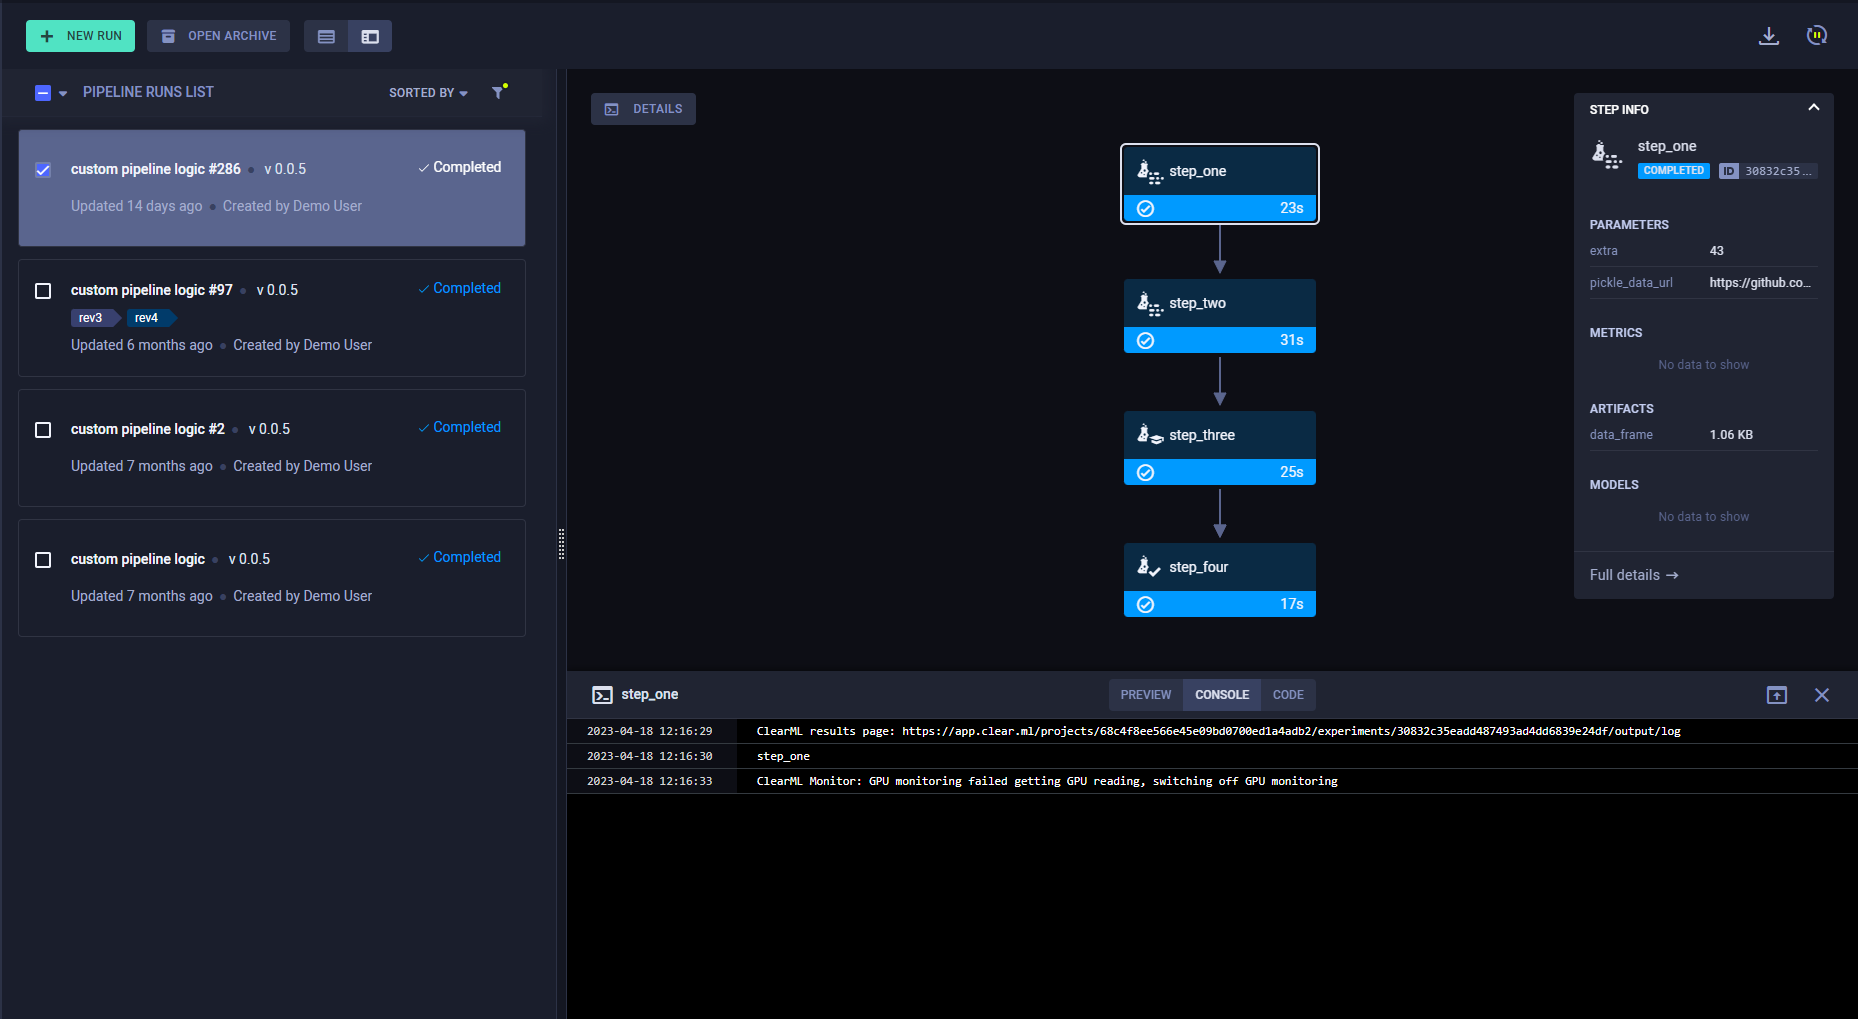 NEW RUN
OPEN ARCHIVE
PIPELINE RUNS LIST
SORTED BY
custom pipeline logic #286 • v 0.0.5
Completed
Updated 14 days ago • Created by Demo User
custom pipeline logic #97 • v 0.0.5
Completed
rev3 rev4
Updated 6 months ago • Created by Demo User
custom pipeline logic #2 • v 0.0.5
Completed
Updated 7 months ago • Created by Demo User
custom pipeline logic • v 0.0.5
Completed
Updated 7 months ago • Created by Demo User
DETAILS
step_one
23s
step_two
31s
step_three
25s
step_four
17s
STEP INFO
step_one
COMPLETED ID 30832c35...
PARAMETERS
extra 43
pickle_data_url https://github.co...
METRICS
No data to show
ARTIFACTS
data_frame 1.06 KB
MODELS
No data to show
Full details →
step_one
PREVIEW CONSOLE CODE
2023-04-18 12:16:29 ClearML results page: https://app.clear.ml/projects/68c4f8ee566e45e09bd0700ed1a4adb2/experiments/30832c35eadd487493ad4dd6839e24df/output/log
2023-04-18 12:16:30 step_one
2023-04-18 12:16:33 ClearML Monitor: GPU monitoring failed getting GPU reading, switching off GPU monitoring